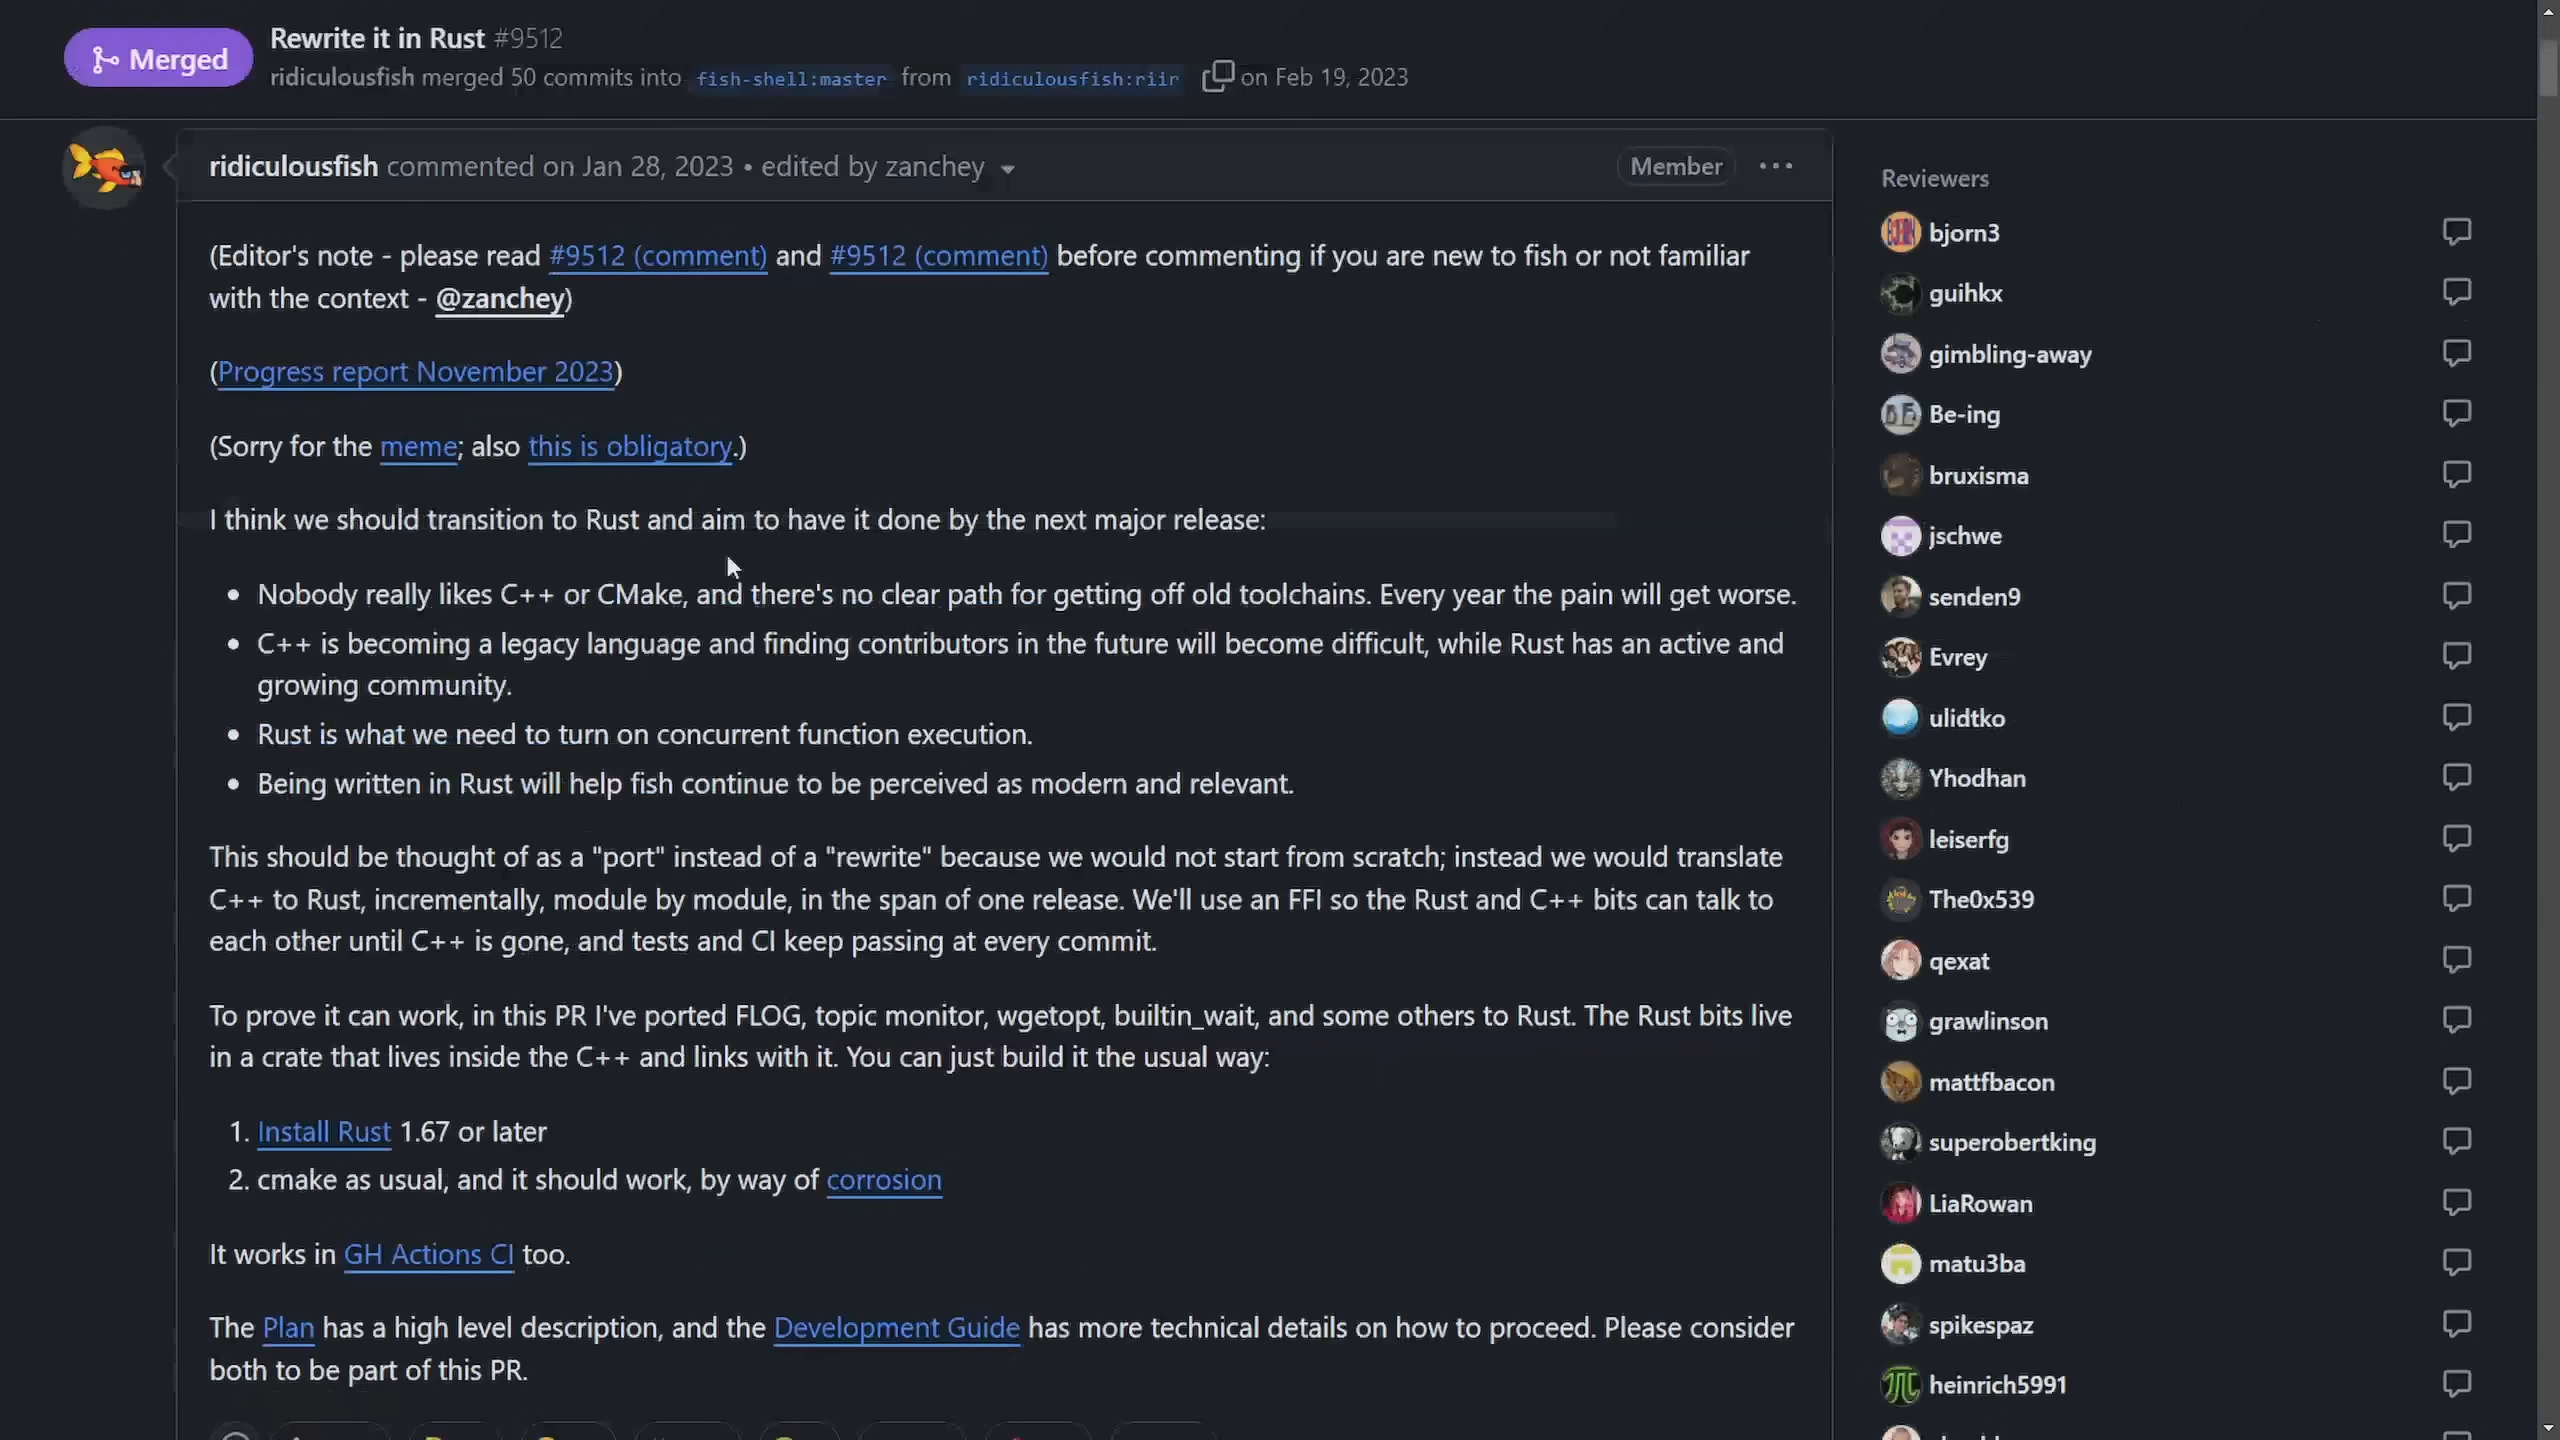 Merged
Rewrite it in Rust #9512
ridiculousfish merged 50 commits into fish-shell:master from ridiculousfish:riir on Feb 19, 2023
ridiculousfish commented on Jan 28, 2023 • edited by zanchey
Member
(Editor's note - please read #9512 (comment) and #9512 (comment) before commenting if you are new to fish or not familiar
with the context - @zanchey)
(Progress report November 2023)
(Sorry for the meme; also this is obligatory.)
I think we should transition to Rust and aim to have it done by the next major release:
• Nobody really likes C++ or CMake, and there's no clear path for getting off old toolchains. Every year the pain will get worse.
• C++ is becoming a legacy language and finding contributors in the future will become difficult, while Rust has an active and
growing community.
• Rust is what we need to turn on concurrent function execution.
• Being written in Rust will help fish continue to be perceived as modern and relevant.
This should be thought of as a "port" instead of a "rewrite" because we would not start from scratch; instead we would translate
C++ to Rust, incrementally, module by module, in the span of one release. We'll use an FFI so the Rust and C++ bits can talk to
each other until C++ is gone, and tests and CI keep passing at every commit.
To prove it can work, in this PR I've ported FLOG, topic monitor, wgetopt, builtin_wait, and some others to Rust. The Rust bits live
in a crate that lives inside the C++ and links with it. You can just build it the usual way:
1. Install Rust 1.67 or later
2. cmake as usual, and it should work, by way of corrosion
It works in GH Actions CI too.
The Plan has a high level description, and the Development Guide has more technical details on how to proceed. Please consider
both to be part of this PR.
Reviewers
bjorn3
guihkx
gimbling-away
Be-ing
bruxisma
jschwe
senden9
Evrey
ulidtko
Yhodhan
leiserfg
The0x539
qexat
grawlinson
mattfbacon
superobertking
LiaRowan
matu3ba
spikespaz
heinrich5991